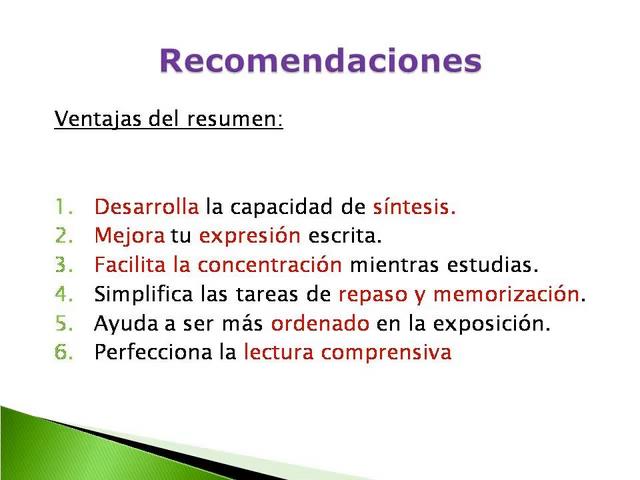 Recomendaciones
Ventajas del resumen:
1. Desarrolla la capacidad de síntesis.
2. Mejora tu expresión escrita.
3. Facilita la concentración mientras estudias.
4. Simplifica las tareas de repaso y memorización.
5. Ayuda a ser más ordenado en la exposición.
6. Perfecciona la lectura comprensiva